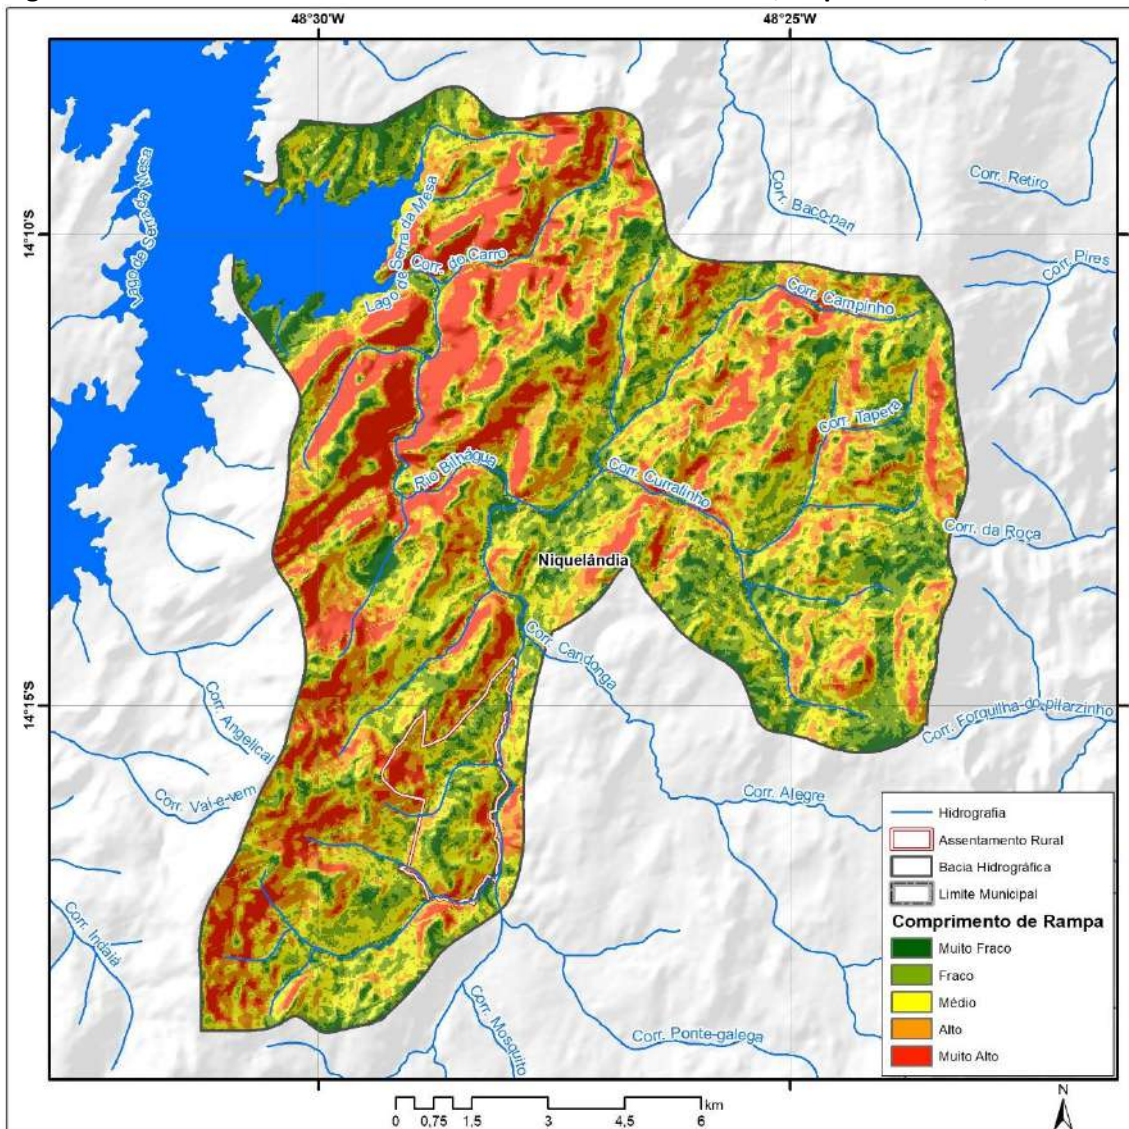 48°30'W
48°25'W
14°10'S
14°15'S
Lago de Serra da Mesa
Lago de Serra da Mesa
Corr. do Carro
Corr. Baco-pari
Corr. Retiro
Corr. Pires
Corr. Campinho
Corr. Tapera
Rio Bilhágua
Corr. Curralinho
Corr. da Roça
Niquelândia
Corr. Candonga
Corr. Angelical
Corr. Vai-e-vem
Corr. Forquilha-do-pilarzinho
Corr. Alegre
Corr. Indaiá
Corr. Mosquito
Corr. Ponte-galega
Hidrografia
Assentamento Rural
Bacia Hidrográfica
Limite Municipal
Comprimento de Rampa
Muito Fraco
Fraco
Médio
Alto
Muito Alto
N
km
0 0,75 1,5 3 4,5 6